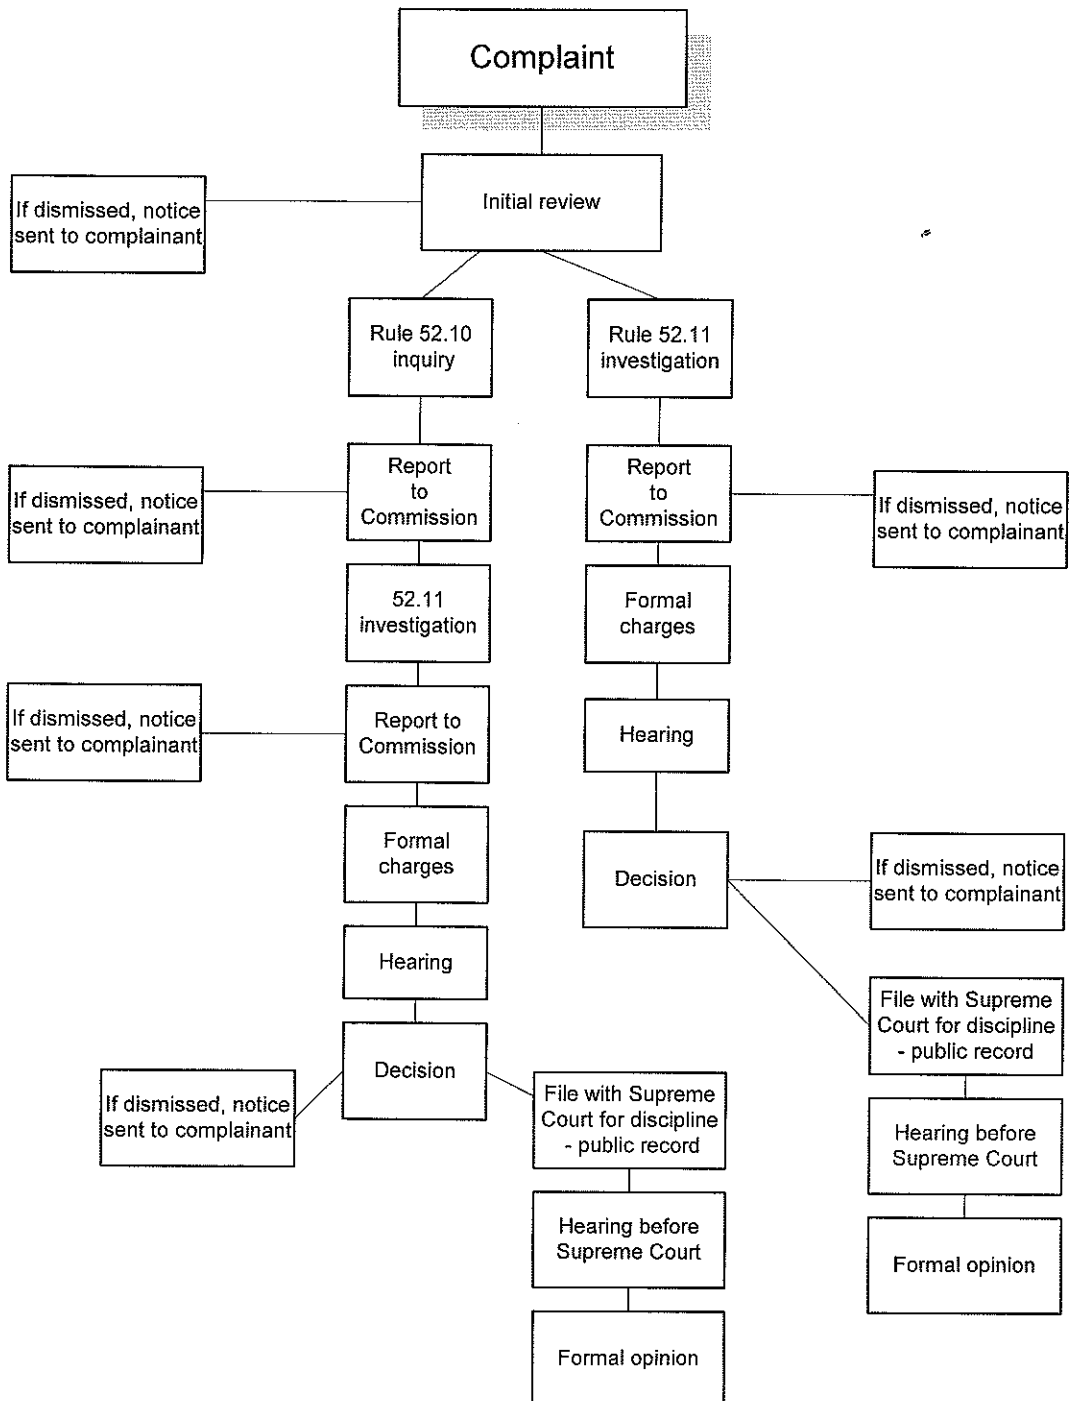 Complaint
Initial review
If dismissed, notice
sent to complainant
Rule 52.10
inquiry
Rule 52.11
investigation
Report
to
Commission
If dismissed, notice
sent to complainant
Report
to
Commission
If dismissed, notice
sent to complainant
52.11
investigation
Formal
charges
If dismissed, notice
sent to complainant
Report to
Commission
Hearing
Formal
charges
Decision
If dismissed, notice
sent to complainant
Hearing
File with Supreme
Court for discipline
- public record
Decision
If dismissed, notice
sent to complainant
File with Supreme
Court for discipline
- public record
Hearing before
Supreme Court
Hearing before
Supreme Court
Formal opinion
Formal opinion